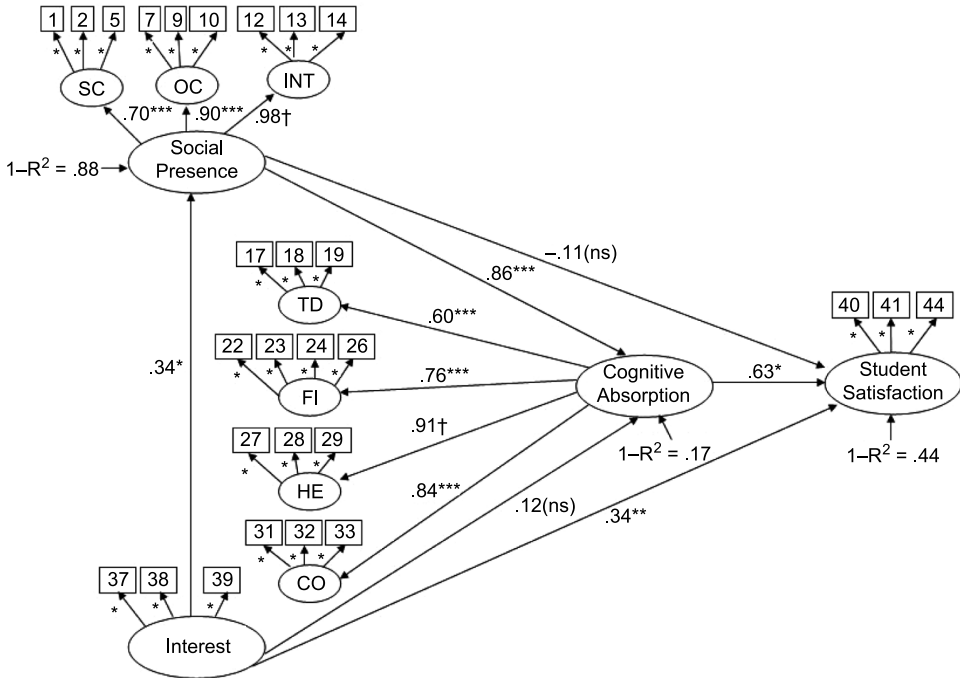 1 2 5 7 9 10 12 13 14
* * * * * * * * *
SC OC INT
.70*** .90*** .98†
Social
Presence
1–R² = .88
–.11(ns)
.86***
17 18 19
* * *
TD
.60***
22 23 24 26
* * * *
FI
.76***
.34*
40 41 44
* * *
Cognitive
Absorption
.63*
Student
Satisfaction
.91†
27 28 29
* * *
HE
1–R² = .17
1–R² = .44
.84***
.12(ns)
.34**
31 32 33
* * *
CO
37 38 39
* * *
Interest